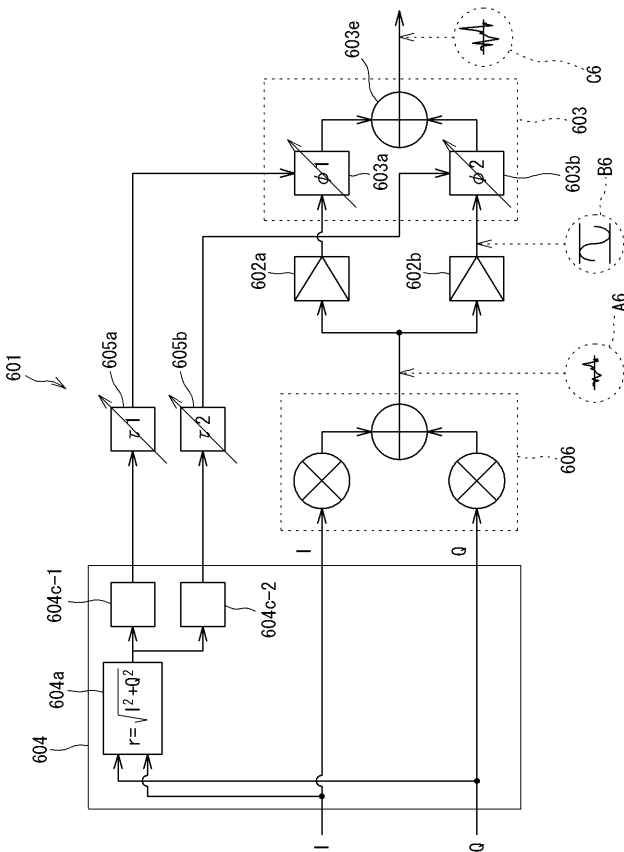 601
604
604a
r=√I²+Q²
604c-1
604c-2
605a
τ1
605b
τ2
I
Q
I
Q
606
602a
602b
603a
φ1
603b
φ2
603e
603
A6
B6
C6